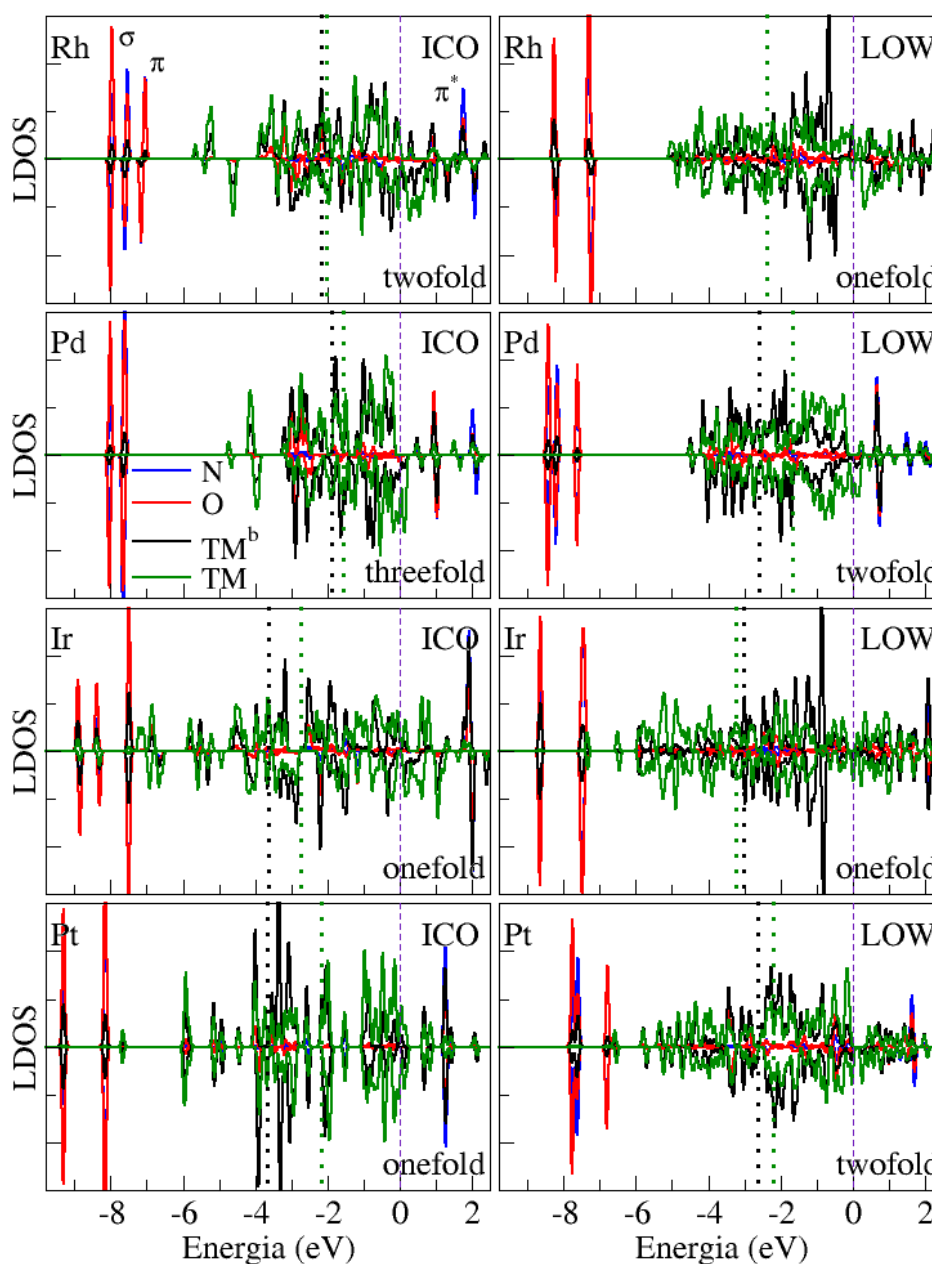 Rh σ π ICO π*
LDOS
twofold
Rh LOW
onefold
Pd ICO
LDOS
N
O
TMᵇ
TM
threefold
Pd LOW
twofold
Ir ICO
LDOS
onefold
Ir LOW
onefold
Pt ICO
LDOS
onefold
Pt LOW
twofold
-8 -6 -4 -2 0 2
Energia (eV)
-8 -6 -4 -2 0 2
Energia (eV)